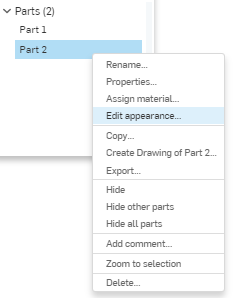 Parts (2)
Part 1
Part 2
Rename...
Properties...
Assign material...
Edit appearance...
Copy...
Create Drawing of Part 2...
Export...
Hide
Hide other parts
Hide all parts
Add comment...
Zoom to selection
Delete...